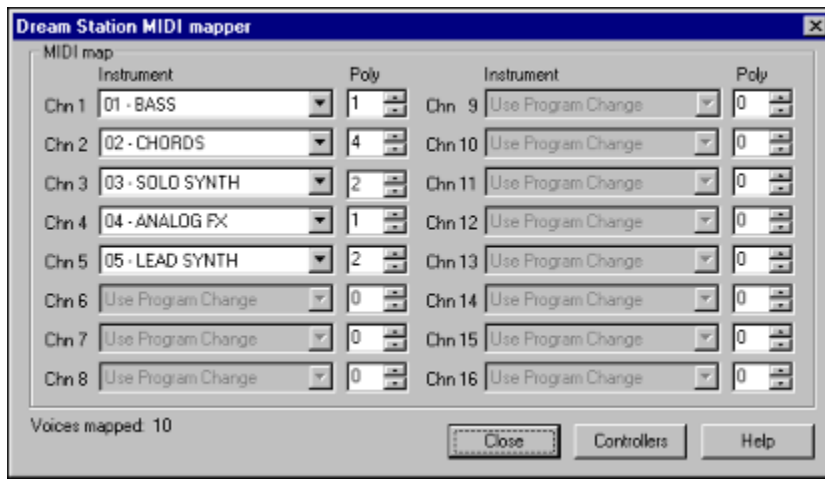 Dream Station MIDI mapper
MIDI map
Instrument Poly Instrument Poly
Chn 1 01 - BASS 1 Chn 9 Use Program Change 0
Chn 2 02 - CHORDS 4 Chn 10 Use Program Change 0
Chn 3 03 - SOLO SYNTH 2 Chn 11 Use Program Change 0
Chn 4 04 - ANALOG FX 1 Chn 12 Use Program Change 0
Chn 5 05 - LEAD SYNTH 2 Chn 13 Use Program Change 0
Chn 6 Use Program Change 0 Chn 14 Use Program Change 0
Chn 7 Use Program Change 0 Chn 15 Use Program Change 0
Chn 8 Use Program Change 0 Chn 16 Use Program Change 0
Voices mapped: 10
Close Controllers Help